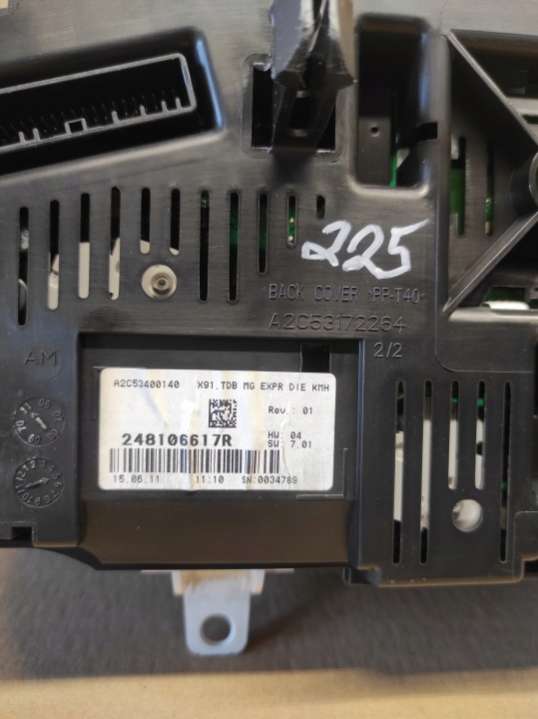 225
BACK COVER >PP-T40<
A2C53172264
2/2
AM
A2C53400140 X91.TDB MG EXPR DIE KMH
Rev.: 01
248106617R
HW: 04
SW: 7.01
15.06.11 11:10 SN:0034789